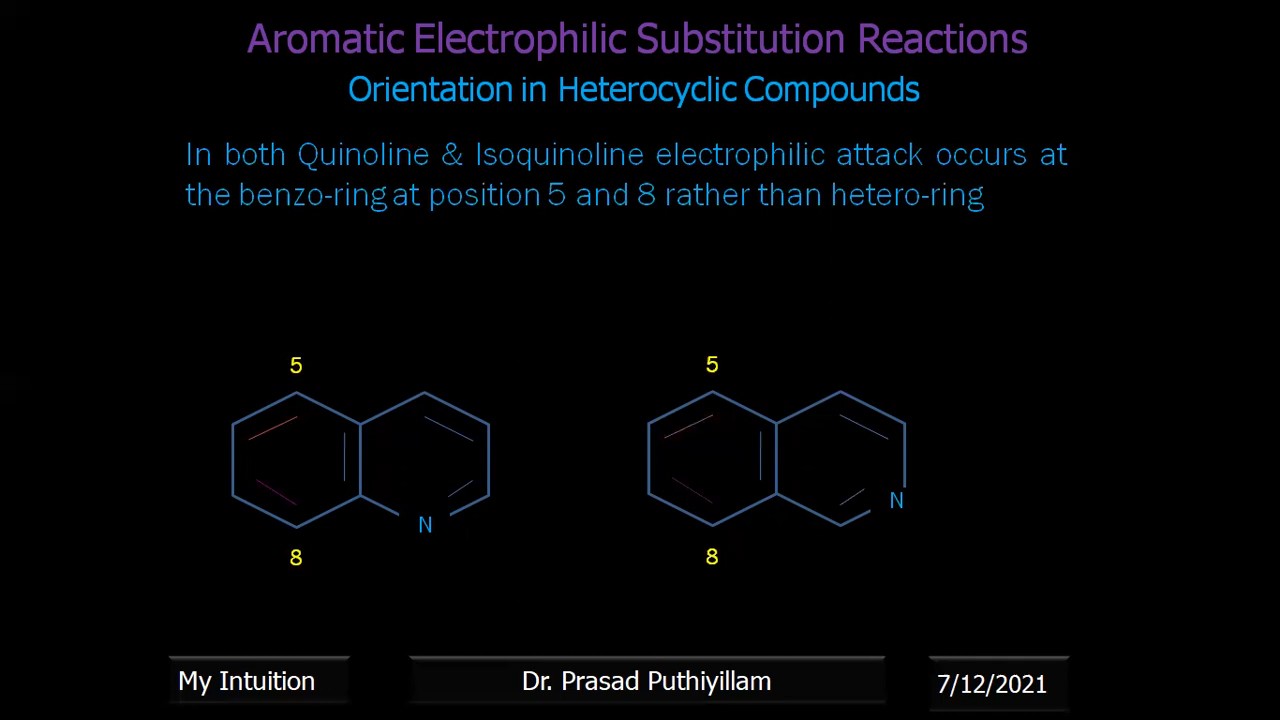 Aromatic Electrophilic Substitution Reactions
Orientation in Heterocyclic Compounds
In both Quinoline & Isoquinoline electrophilic attack occurs at
the benzo-ring at position 5 and 8 rather than hetero-ring
5
5
N
N
8
8
My Intuition
Dr. Prasad Puthiyillam
7/12/2021